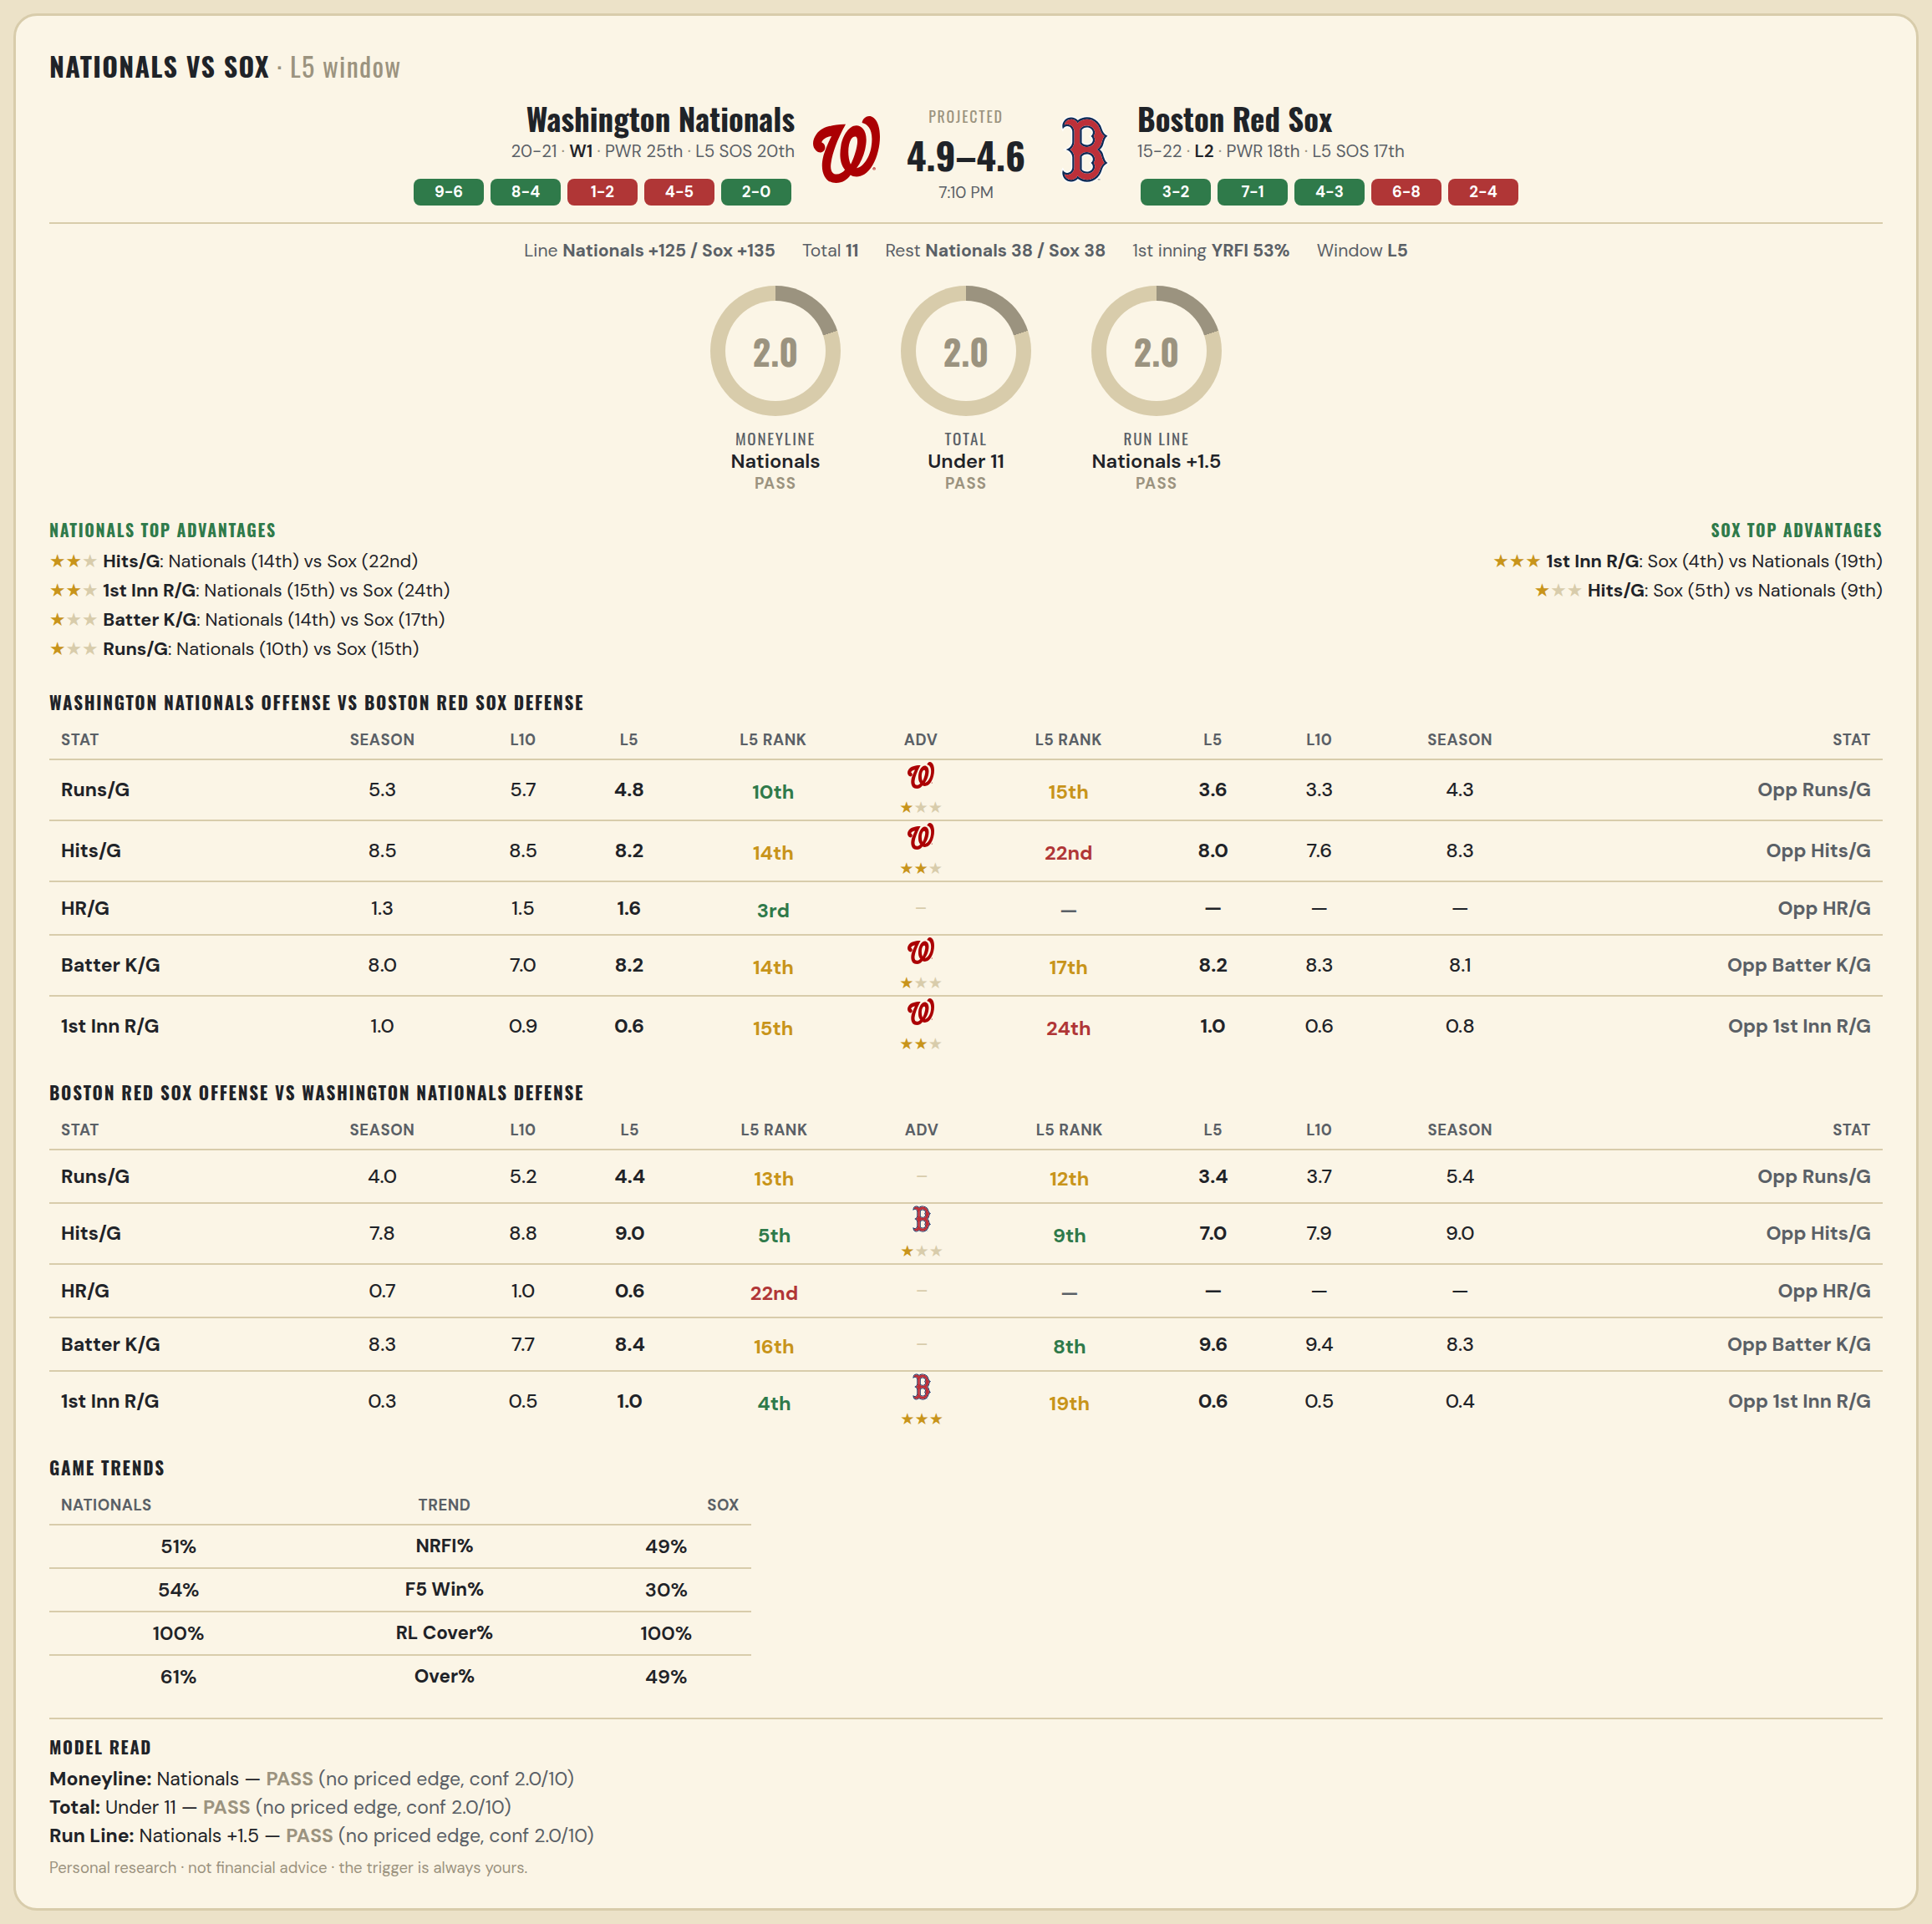 NATIONALS VS SOX · L5 window
Washington Nationals
20-21 · W1 · PWR 25th · L5 SOS 20th
9-6 8-4 1-2 4-5 2-0
W
PROJECTED
4.9–4.6
7:10 PM
B
Boston Red Sox
15-22 · L2 · PWR 18th · L5 SOS 17th
3-2 7-1 4-3 6-8 2-4
Line Nationals +125 / Sox +135 Total 11 Rest Nationals 38 / Sox 38 1st inning YRFI 53% Window L5
2.0 2.0 2.0
MONEYLINE TOTAL RUN LINE
Nationals Under 11 Nationals +1.5
PASS PASS PASS
NATIONALS TOP ADVANTAGES
★★★ Hits/G: Nationals (14th) vs Sox (22nd)
★★★ 1st Inn R/G: Nationals (15th) vs Sox (24th)
★★★ Batter K/G: Nationals (14th) vs Sox (17th)
★★★ Runs/G: Nationals (10th) vs Sox (15th)
SOX TOP ADVANTAGES
★★★ 1st Inn R/G: Sox (4th) vs Nationals (19th)
★★★ Hits/G: Sox (5th) vs Nationals (9th)
WASHINGTON NATIONALS OFFENSE VS BOSTON RED SOX DEFENSE
STAT SEASON L10 L5 L5 RANK ADV L5 RANK L5 L10 SEASON STAT
Runs/G 5.3 5.7 4.8 10th W ★★★ 15th 3.6 3.3 4.3 Opp Runs/G
Hits/G 8.5 8.5 8.2 14th W ★★★ 22nd 8.0 7.6 8.3 Opp Hits/G
HR/G 1.3 1.5 1.6 3rd — — — — — Opp HR/G
Batter K/G 8.0 7.0 8.2 14th W ★★★ 17th 8.2 8.3 8.1 Opp Batter K/G
1st Inn R/G 1.0 0.9 0.6 15th W ★★★ 24th 1.0 0.6 0.8 Opp 1st Inn R/G
BOSTON RED SOX OFFENSE VS WASHINGTON NATIONALS DEFENSE
STAT SEASON L10 L5 L5 RANK ADV L5 RANK L5 L10 SEASON STAT
Runs/G 4.0 5.2 4.4 13th — 12th 3.4 3.7 5.4 Opp Runs/G
Hits/G 7.8 8.8 9.0 5th B ★★★ 9th 7.0 7.9 9.0 Opp Hits/G
HR/G 0.7 1.0 0.6 22nd — — — — — Opp HR/G
Batter K/G 8.3 7.7 8.4 16th — 8th 9.6 9.4 8.3 Opp Batter K/G
1st Inn R/G 0.3 0.5 1.0 4th B ★★★ 19th 0.6 0.5 0.4 Opp 1st Inn R/G
GAME TRENDS
NATIONALS TREND SOX
51% NRFI% 49%
54% F5 Win% 30%
100% RL Cover% 100%
61% Over% 49%
MODEL READ
Moneyline: Nationals — PASS (no priced edge, conf 2.0/10)
Total: Under 11 — PASS (no priced edge, conf 2.0/10)
Run Line: Nationals +1.5 — PASS (no priced edge, conf 2.0/10)
Personal research · not financial advice · the trigger is always yours.